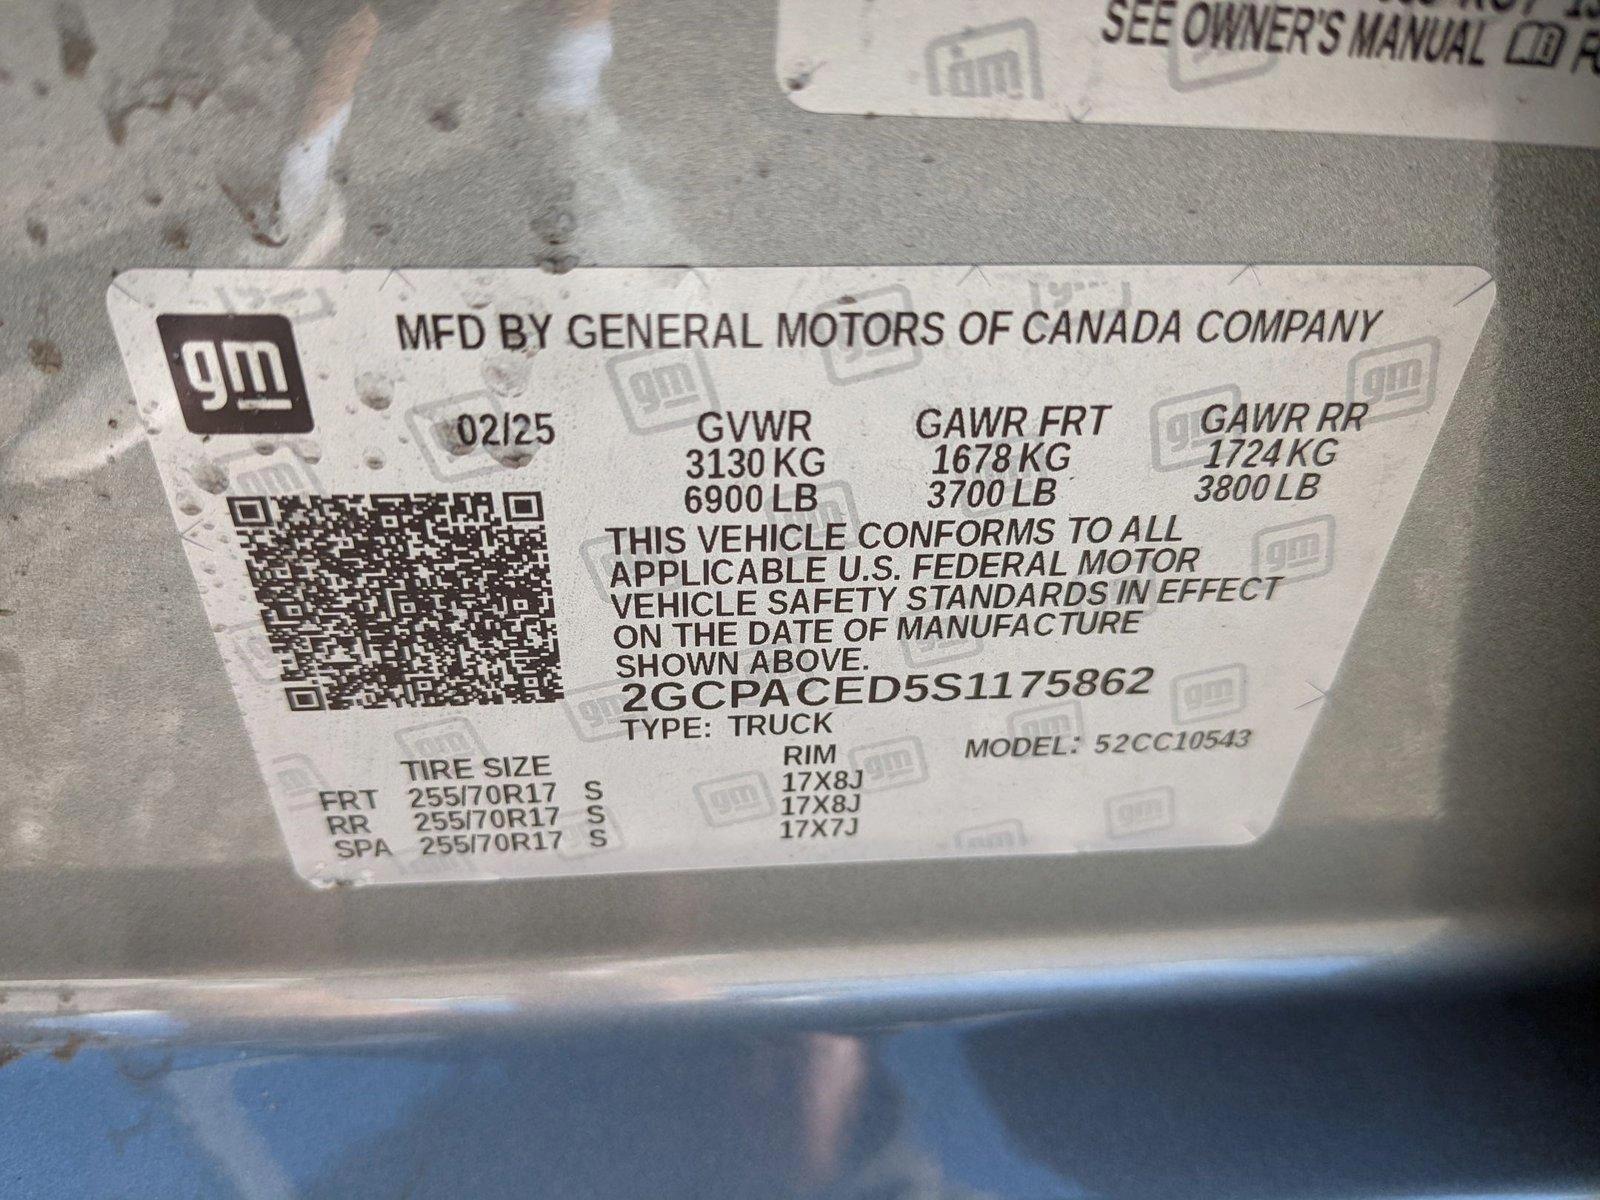 SEE OWNER'S MANUAL
gm
MFD BY GENERAL MOTORS OF CANADA COMPANY
02/25 GVWR GAWR FRT GAWR RR
3130 KG 1678 KG 1724 KG
6900 LB 3700 LB 3800 LB
THIS VEHICLE CONFORMS TO ALL
APPLICABLE U.S. FEDERAL MOTOR
VEHICLE SAFETY STANDARDS IN EFFECT
ON THE DATE OF MANUFACTURE
SHOWN ABOVE.
2GCPACED5S1175862
TYPE: TRUCK
TIRE SIZE RIM MODEL: 52CC10543
FRT 255/70R17 S 17X8J
RR 255/70R17 S 17X8J
SPA 255/70R17 S 17X7J